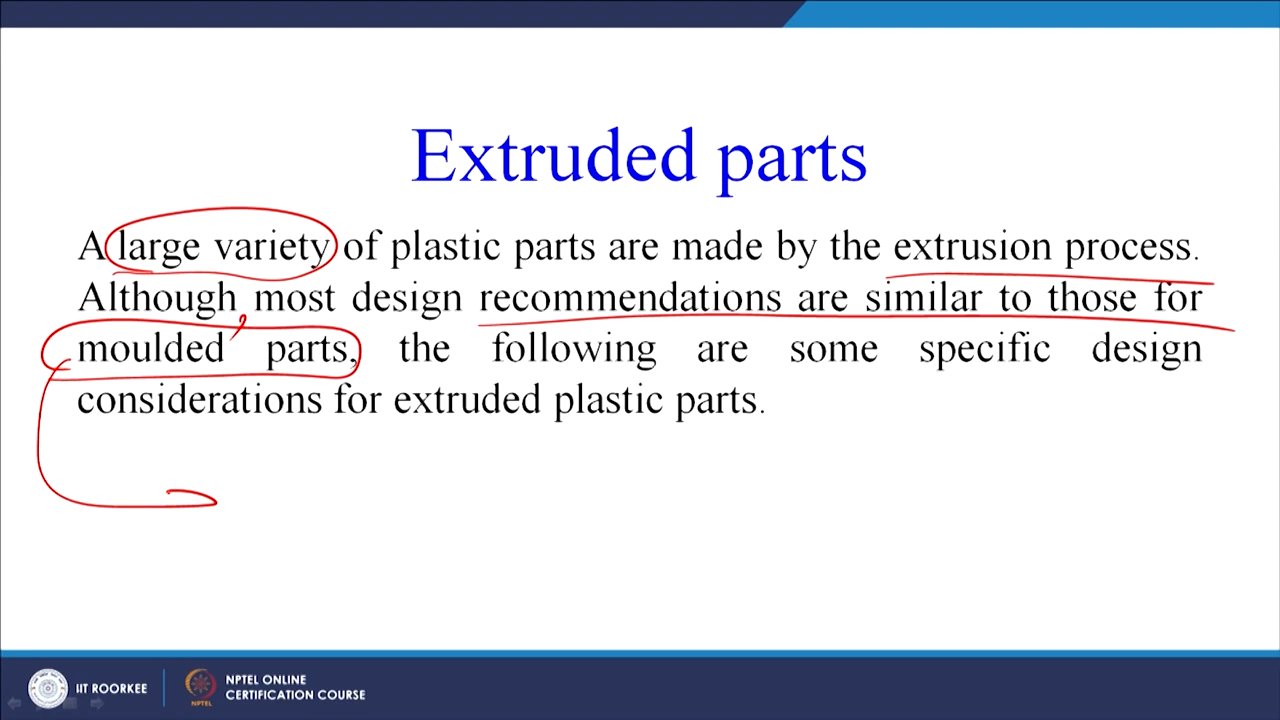 Extruded parts
A large variety of plastic parts are made by the extrusion process.
Although most design recommendations are similar to those for
moulded parts, the following are some specific design
considerations for extruded plastic parts.
IIT ROORKEE
NPTEL
NPTEL ONLINE
CERTIFICATION COURSE